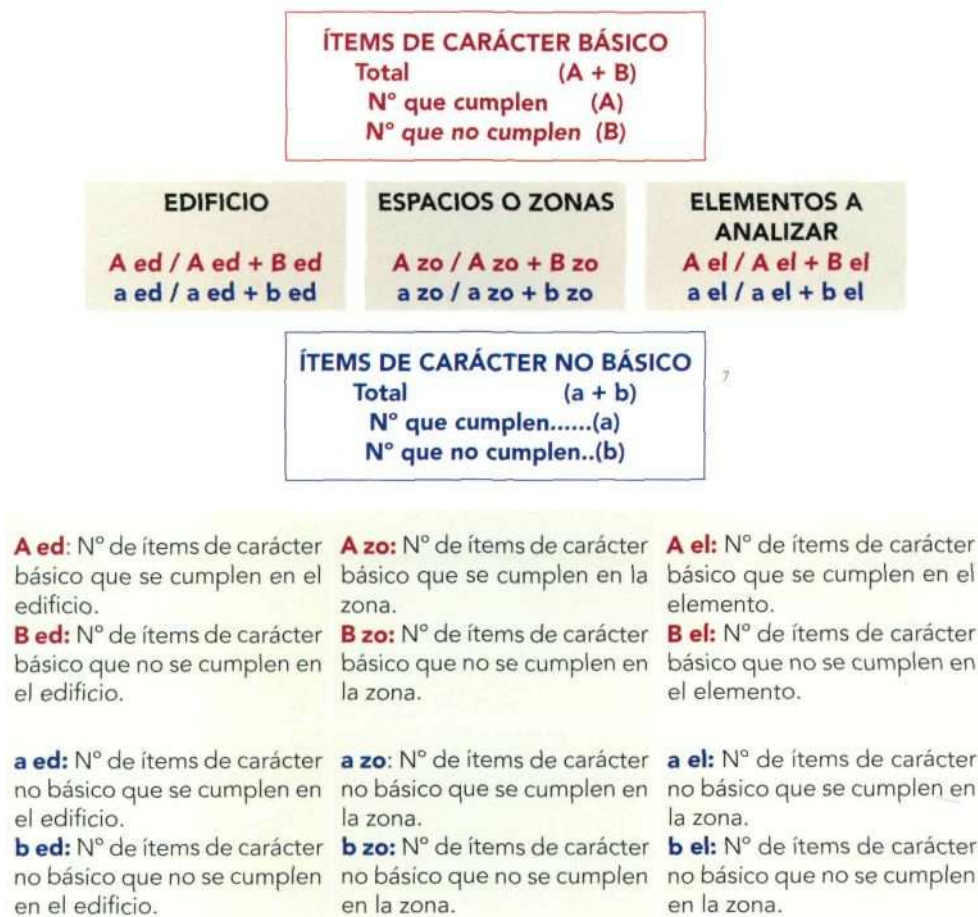 ÍTEMS DE CARÁCTER BÁSICO
Total (A + B)
Nº que cumplen (A)
Nº que no cumplen (B)
EDIFICIO
A ed / A ed + B ed
a ed / a ed + b ed
ESPACIOS O ZONAS
A zo / A zo + B zo
a zo / a zo + b zo
ELEMENTOS A
ANALIZAR
A el / A el + B el
a el / a el + b el
ÍTEMS DE CARÁCTER NO BÁSICO
Total (a + b)
Nº que cumplen......(a)
Nº que no cumplen..(b)
A ed: Nº de ítems de carácter
básico que se cumplen en el
edificio.
B ed: Nº de ítems de carácter
básico que no se cumplen en
el edificio.
a ed: Nº de ítems de carácter
no básico que se cumplen en
el edificio.
b ed: Nº de ítems de carácter
no básico que no se cumplen
en el edificio.
A zo: Nº de ítems de carácter
básico que se cumplen en la
zona.
B zo: Nº de ítems de carácter
básico que no se cumplen en
la zona.
a zo: Nº de ítems de carácter
no básico que se cumplen en
la zona.
b zo: Nº de ítems de carácter
no básico que no se cumplen
en la zona.
A el: Nº de ítems de carácter
básico que se cumplen en el
elemento.
B el: Nº de ítems de carácter
básico que no se cumplen en
el elemento.
a el: Nº de ítems de carácter
no básico que se cumplen en
la zona.
b el: Nº de ítems de carácter
no básico que no se cumplen
en la zona.